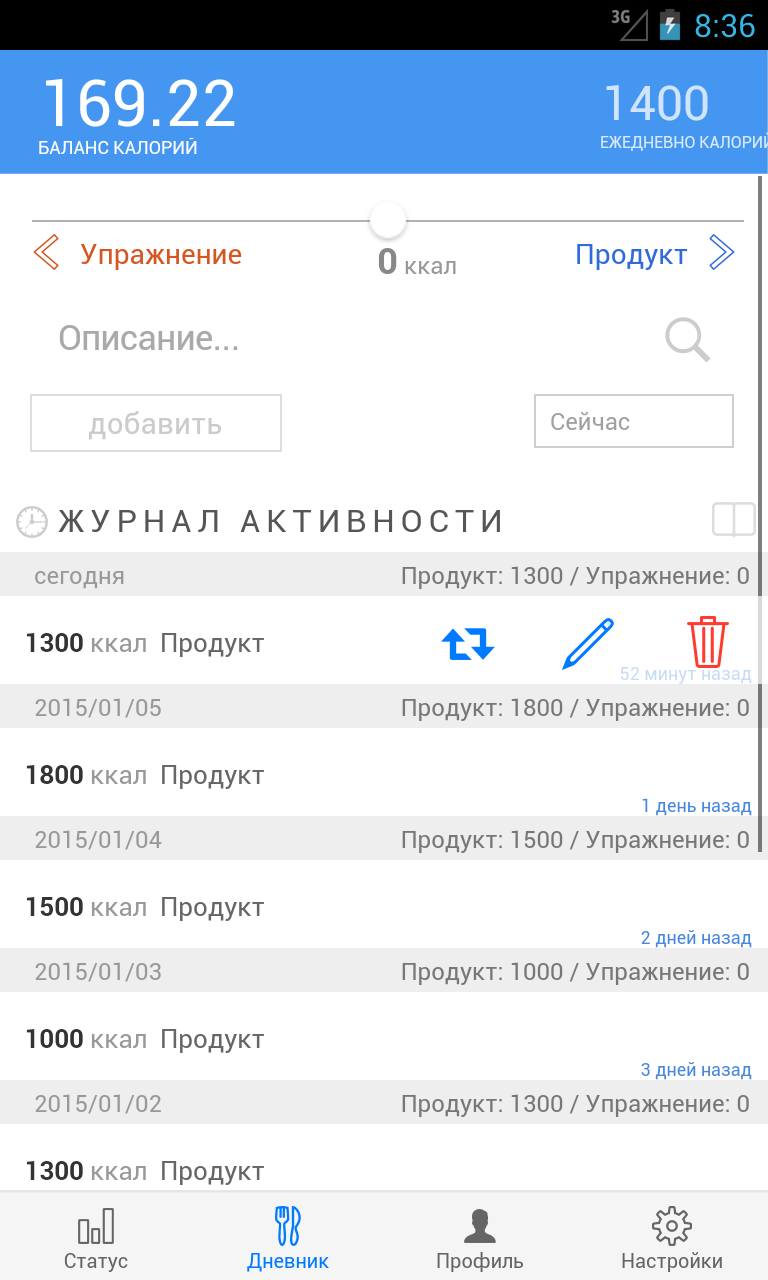 3G 8:36
169.22 1400
БАЛАНС КАЛОРИЙ ЕЖЕДНЕВНО КАЛОРИЙ
Упражнение 0 ккал Продукт
Описание...
добавить Сейчас
ЖУРНАЛ АКТИВНОСТИ
сегодня Продукт: 1300 / Упражнение: 0
1300 ккал Продукт
52 минут назад
2015/01/05 Продукт: 1800 / Упражнение: 0
1800 ккал Продукт
1 день назад
2015/01/04 Продукт: 1500 / Упражнение: 0
1500 ккал Продукт
2 дней назад
2015/01/03 Продукт: 1000 / Упражнение: 0
1000 ккал Продукт
3 дней назад
2015/01/02 Продукт: 1300 / Упражнение: 0
1300 ккал Продукт
Статус Дневник Профиль Настройки